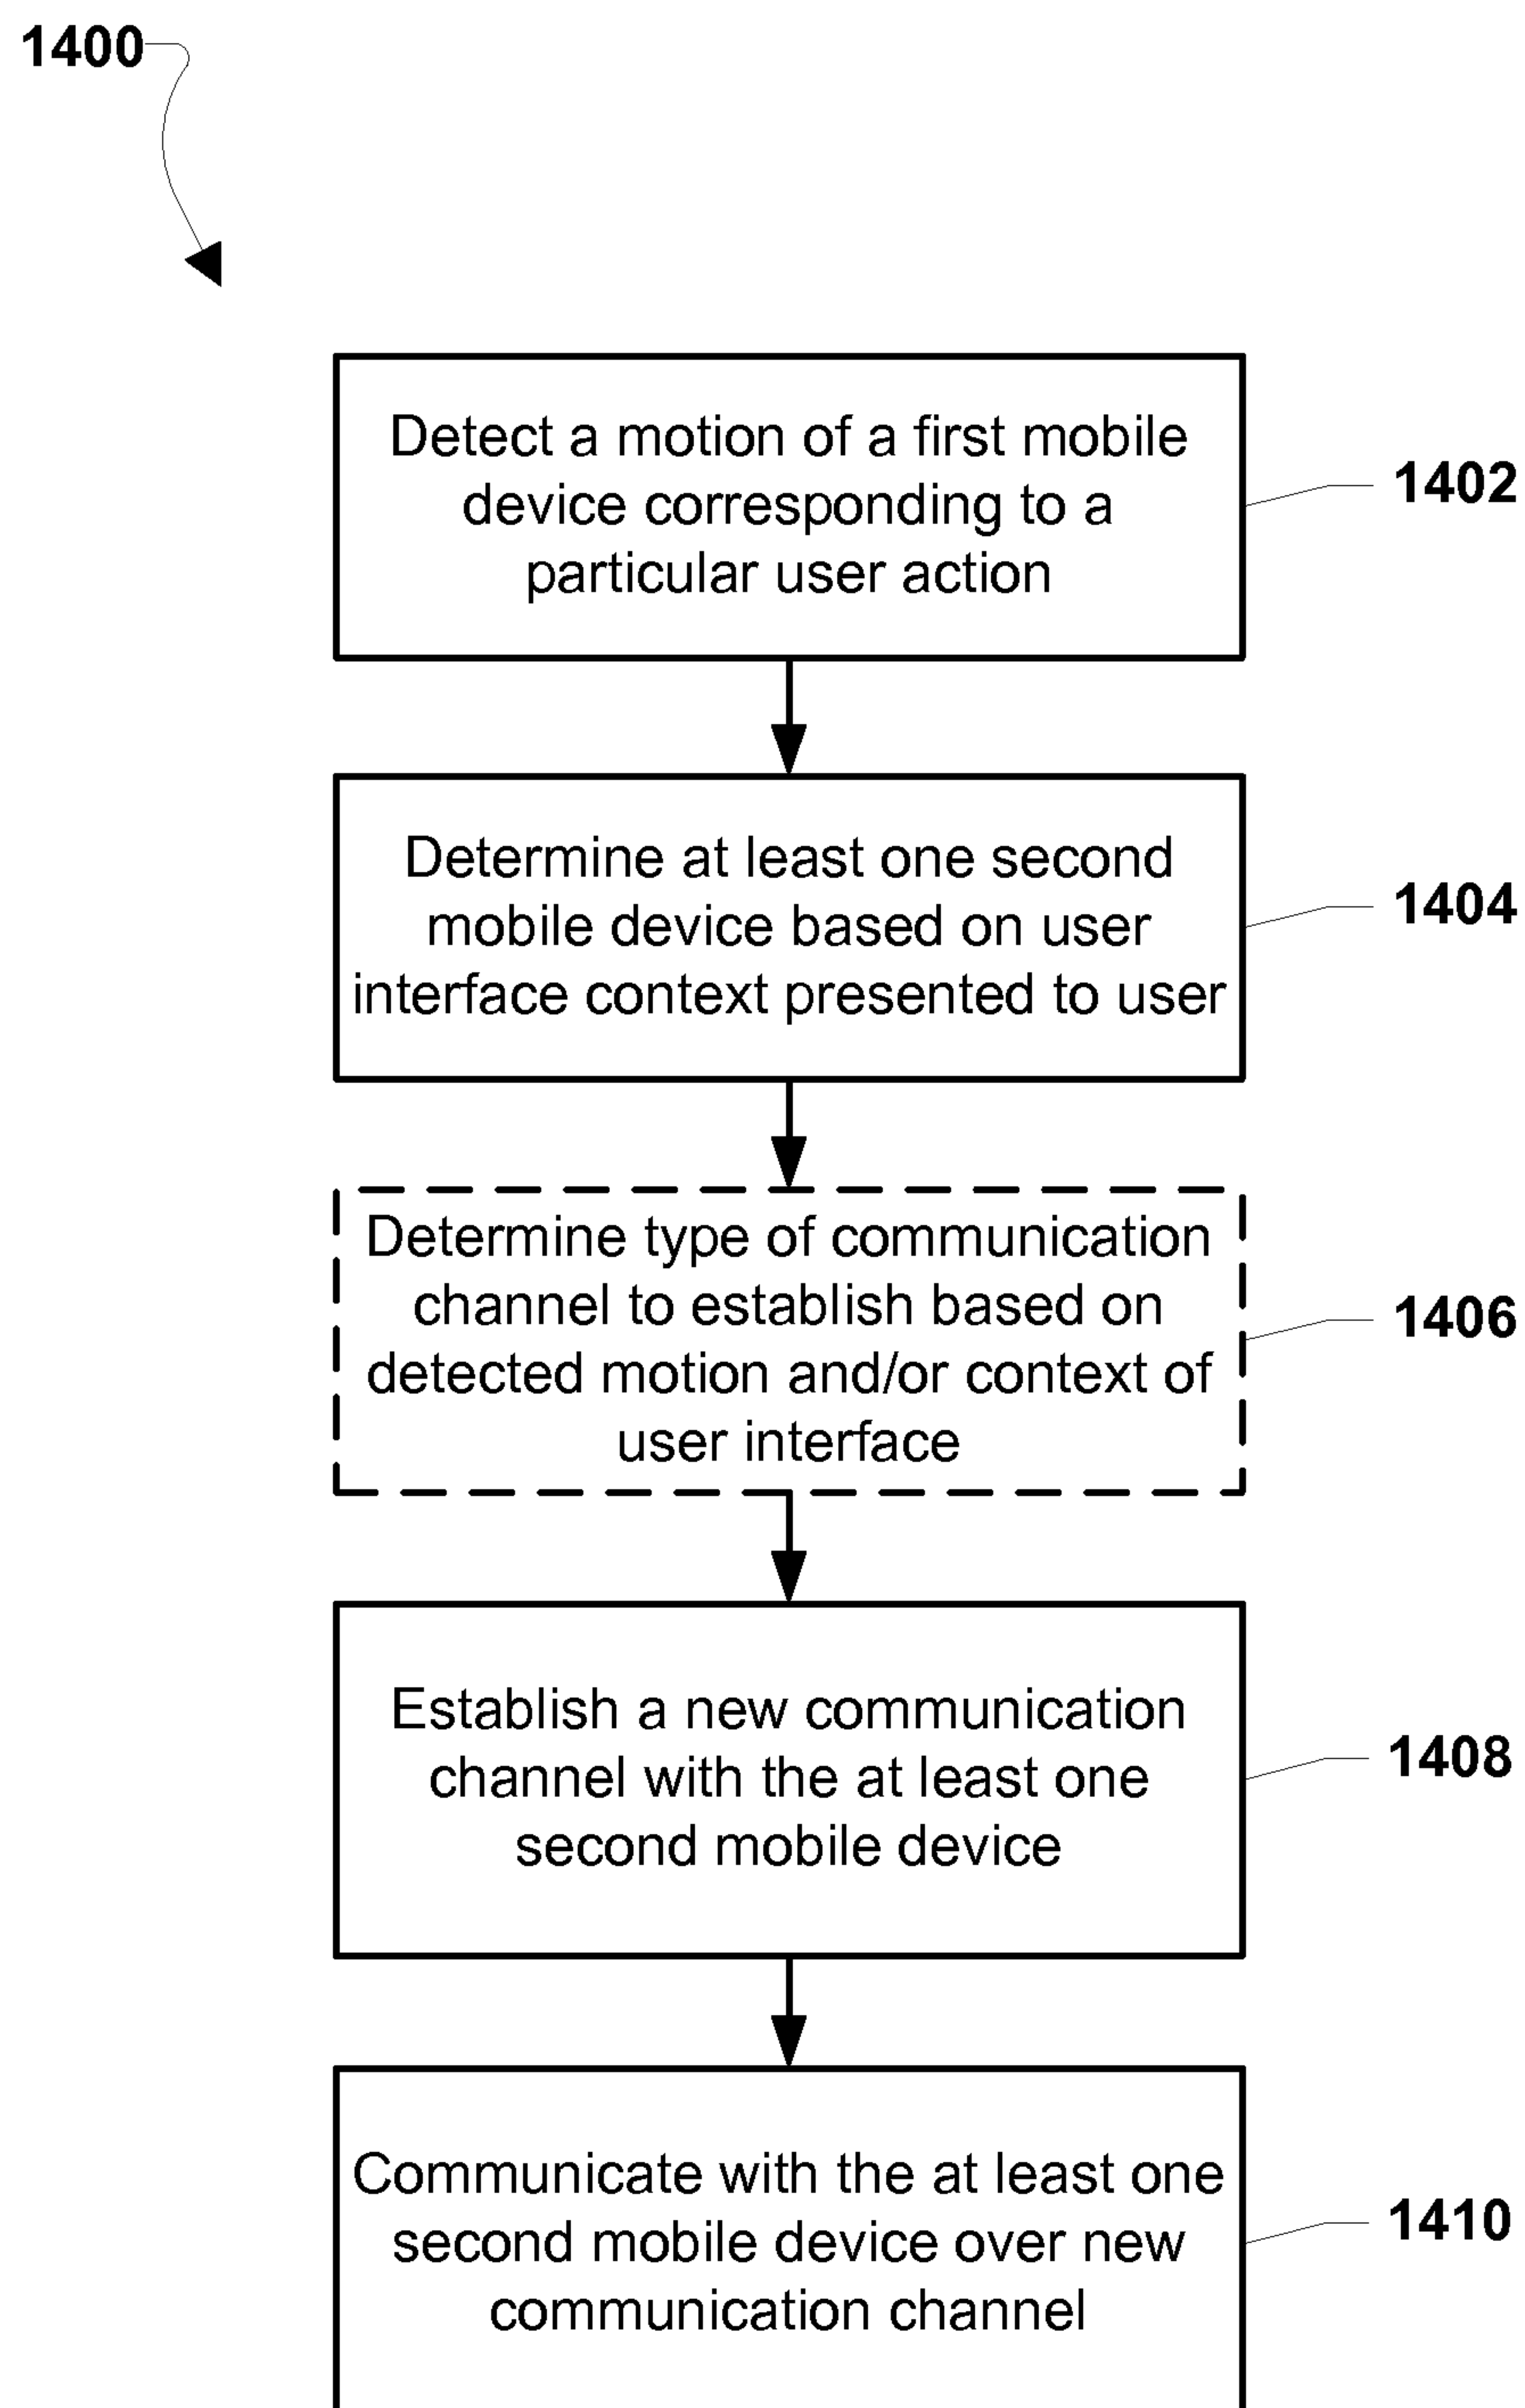 1400
Detect a motion of a first mobile
device corresponding to a
particular user action
1402
Determine at least one second
mobile device based on user
interface context presented to user
1404
Determine type of communication
channel to establish based on
detected motion and/or context of
user interface
1406
Establish a new communication
channel with the at least one
second mobile device
1408
Communicate with the at least one
second mobile device over new
communication channel
1410